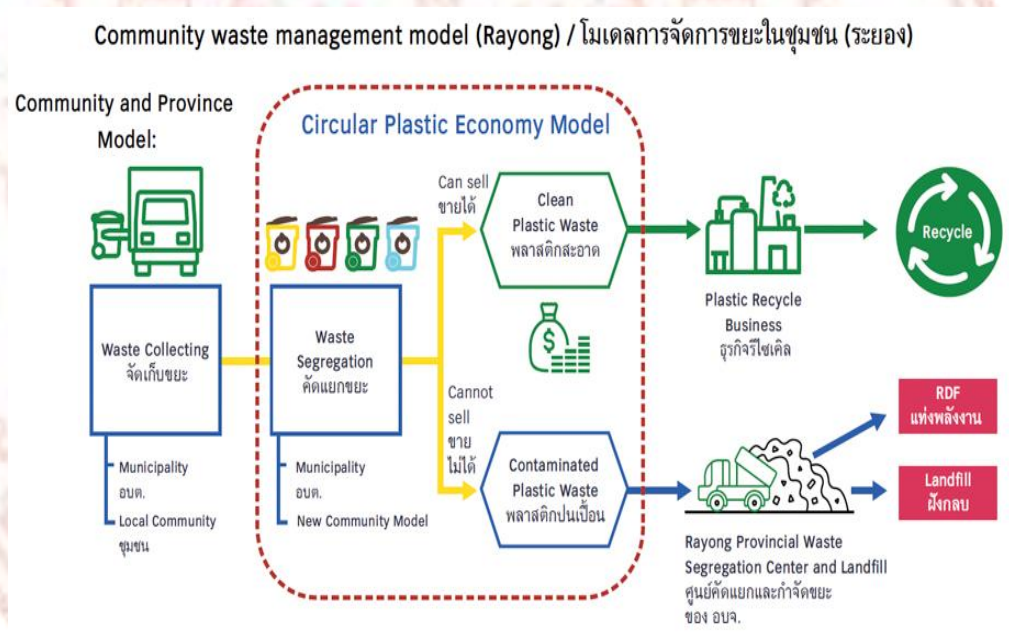 Community waste management model (Rayong) / โมเดลการจัดการขยะในชุมชน (ระยอง)
Community and Province
Model:
Circular Plastic Economy Model
Waste Collecting
จัดเก็บขยะ
Municipality
อบต.
Local Community
ชุมชน
Waste
Segregation
คัดแยกขยะ
Municipality
อบต.
New Community Model
Can sell
ขายได้
Clean
Plastic Waste
พลาสติกสะอาด
$
Cannot
sell
ขาย
ไม่ได้
Contaminated
Plastic Waste
พลาสติกปนเปื้อน
Plastic Recycle
Business
ธุรกิจรีไซเคิล
Recycle
Rayong Provincial Waste
Segregation Center and Landfill
ศูนย์คัดแยกและกำจัดขยะ
ของ อบจ.
RDF
แท่งพลังงาน
Landfill
ฝังกลบ